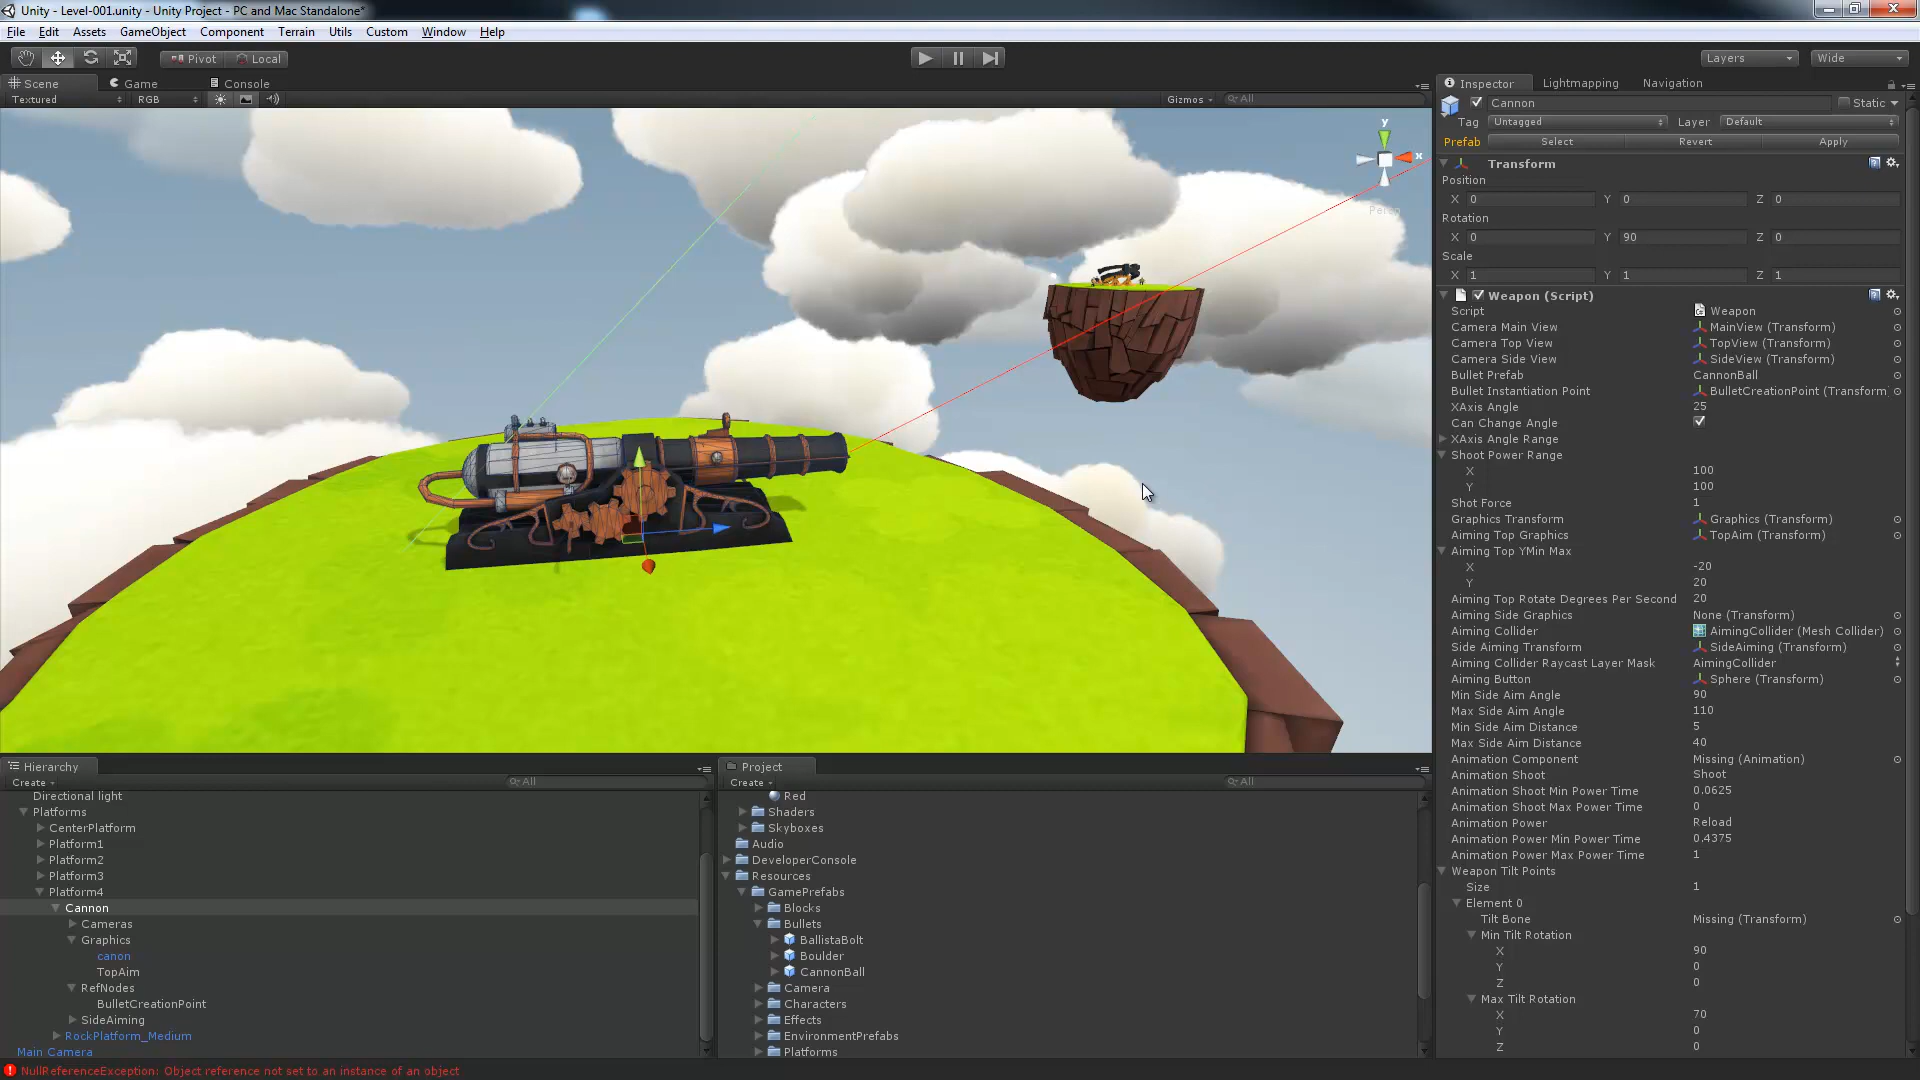 Unity - Level-001.unity - Unity Project - PC and Mac Standalone*
File Edit Assets GameObject Component Terrain Utils Custom Window Help
Pivot Local Layers Wide
Scene Game Console
Textured RGB Gizmos All
y
x
Persp
Inspector Lightmapping Navigation
Cannon Static
Tag Untagged Layer Default
Prefab Select Revert Apply
Transform
Position
X 0 Y 0 Z 0
Rotation
X 0 Y 90 Z 0
Scale
X 1 Y 1 Z 1
Weapon (Script)
Script Weapon
Camera Main View MainView (Transform)
Camera Top View TopView (Transform)
Camera Side View SideView (Transform)
Bullet Prefab CannonBall
Bullet Instantiation Point BulletCreationPoint (Transform
XAxis Angle 25
Can Change Angle
XAxis Angle Range
Shoot Power Range
X 100
Y 100
Shot Force 1
Graphics Transform Graphics (Transform)
Aiming Top Graphics TopAim (Transform)
Aiming Top YMin Max
X -20
Y 20
Aiming Top Rotate Degrees Per Second 20
Aiming Side Graphics None (Transform)
Aiming Collider AimingCollider (Mesh Collider)
Side Aiming Transform SideAiming (Transform)
Aiming Collider Raycast Layer Mask AimingCollider
Aiming Button Sphere (Transform)
Min Side Aim Angle 90
Max Side Aim Angle 110
Min Side Aim Distance 5
Max Side Aim Distance 40
Animation Component Missing (Animation)
Animation Shoot Shoot
Animation Shoot Min Power Time 0.0625
Animation Shoot Max Power Time 0
Animation Power Reload
Animation Power Min Power Time 0.4375
Animation Power Max Power Time 1
Weapon Tilt Points
Size 1
Element 0
Tilt Bone Missing (Transform)
Min Tilt Rotation
X 90
Y 0
Z 0
Max Tilt Rotation
X 70
Y 0
Z 0
Hierarchy
Create All
Directional light
Platforms
CenterPlatform
Platform1
Platform2
Platform3
Platform4
Cannon
Cameras
Graphics
canon
TopAim
RefNodes
BulletCreationPoint
SideAiming
RockPlatform_Medium
Main Camera
Project
Create All
Red
Shaders
Skyboxes
Audio
DeveloperConsole
Resources
GamePrefabs
Blocks
Bullets
BallistaBolt
Boulder
CannonBall
Camera
Characters
Effects
EnvironmentPrefabs
Platforms
NullReferenceException: Object reference not set to an instance of an object